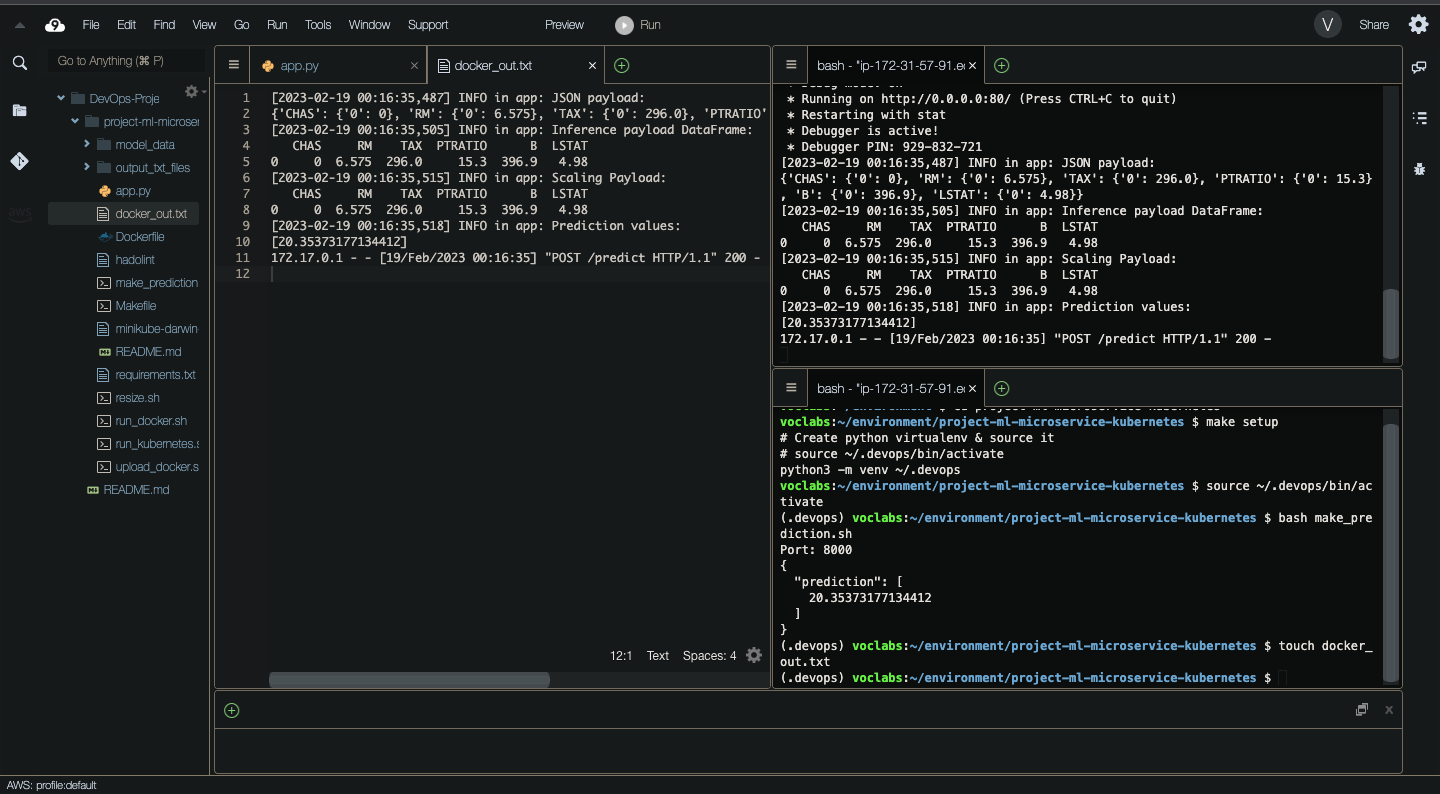 File Edit Find View Go Run Tools Window Support Preview Run V Share
Go to Anything (⌘ P)
DevOps-Proje
project-ml-microser
model_data
output_txt_files
app.py
docker_out.txt
Dockerfile
hadolint
make_prediction
Makefile
minikube-darwin
README.md
requirements.txt
resize.sh
run_docker.sh
run_kubernetes.s
upload_docker.s
README.md
aws
app.py × docker_out.txt ×
1 [2023-02-19 00:16:35,487] INFO in app: JSON payload:
2 {'CHAS': {'0': 0}, 'RM': {'0': 6.575}, 'TAX': {'0': 296.0}, 'PTRATIO'
3 [2023-02-19 00:16:35,505] INFO in app: Inference payload DataFrame:
4    CHAS     RM    TAX  PTRATIO      B  LSTAT
5 0     0  6.575  296.0     15.3  396.9   4.98
6 [2023-02-19 00:16:35,515] INFO in app: Scaling Payload:
7    CHAS     RM    TAX  PTRATIO      B  LSTAT
8 0     0  6.575  296.0     15.3  396.9   4.98
9 [2023-02-19 00:16:35,518] INFO in app: Prediction values:
10 [20.35373177134412]
11 172.17.0.1 - - [19/Feb/2023 00:16:35] "POST /predict HTTP/1.1" 200 -
12
12:1 Text Spaces: 4
bash - "ip-172-31-57-91.ec ×
* Running on http://0.0.0.0:80/ (Press CTRL+C to quit)
* Restarting with stat
* Debugger is active!
* Debugger PIN: 929-832-721
[2023-02-19 00:16:35,487] INFO in app: JSON payload:
{'CHAS': {'0': 0}, 'RM': {'0': 6.575}, 'TAX': {'0': 296.0}, 'PTRATIO': {'0': 15.3}
, 'B': {'0': 396.9}, 'LSTAT': {'0': 4.98}}
[2023-02-19 00:16:35,505] INFO in app: Inference payload DataFrame:
   CHAS     RM    TAX  PTRATIO      B  LSTAT
0     0  6.575  296.0     15.3  396.9   4.98
[2023-02-19 00:16:35,515] INFO in app: Scaling Payload:
   CHAS     RM    TAX  PTRATIO      B  LSTAT
0     0  6.575  296.0     15.3  396.9   4.98
[2023-02-19 00:16:35,518] INFO in app: Prediction values:
[20.35373177134412]
172.17.0.1 - - [19/Feb/2023 00:16:35] "POST /predict HTTP/1.1" 200 -
bash - "ip-172-31-57-91.ec ×
voclabs:~/environment/project-ml-microservice-kubernetes $ make setup
# Create python virtualenv & source it
# source ~/.devops/bin/activate
python3 -m venv ~/.devops
voclabs:~/environment/project-ml-microservice-kubernetes $ source ~/.devops/bin/ac
tivate
(.devops) voclabs:~/environment/project-ml-microservice-kubernetes $ bash make_pre
diction.sh
Port: 8000
{
  "prediction": [
    20.35373177134412
  ]
}
(.devops) voclabs:~/environment/project-ml-microservice-kubernetes $ touch docker_
out.txt
(.devops) voclabs:~/environment/project-ml-microservice-kubernetes $
AWS: profile:default